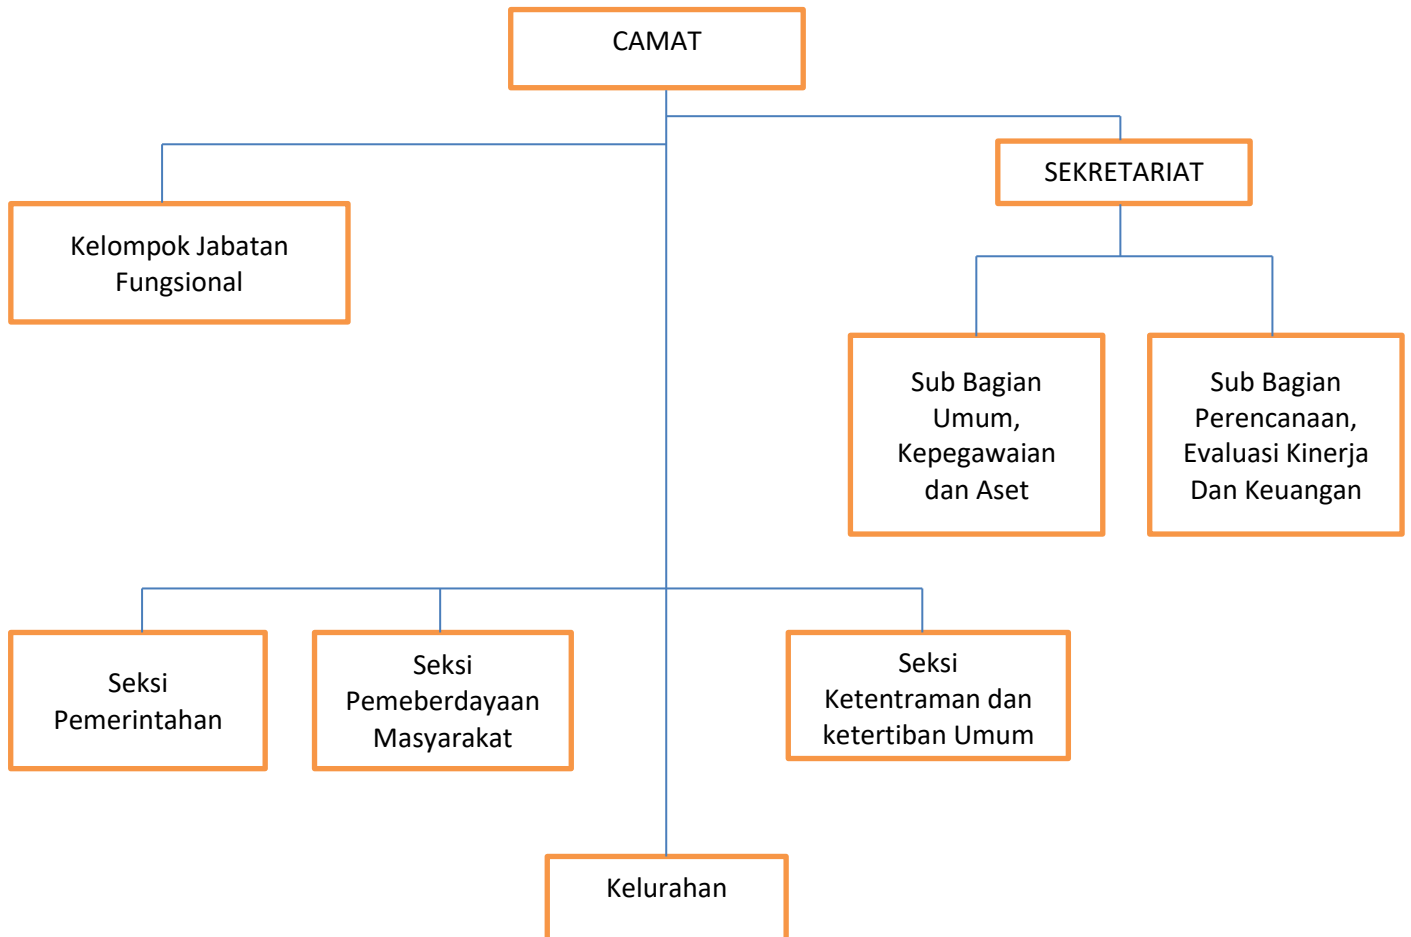 CAMAT
SEKRETARIAT
Kelompok Jabatan
Fungsional
Sub Bagian
Umum,
Kepegawaian
dan Aset
Sub Bagian
Perencanaan,
Evaluasi Kinerja
Dan Keuangan
Seksi
Pemerintahan
Seksi
Pemeberdayaan
Masyarakat
Seksi
Ketentraman dan
ketertiban Umum
Kelurahan